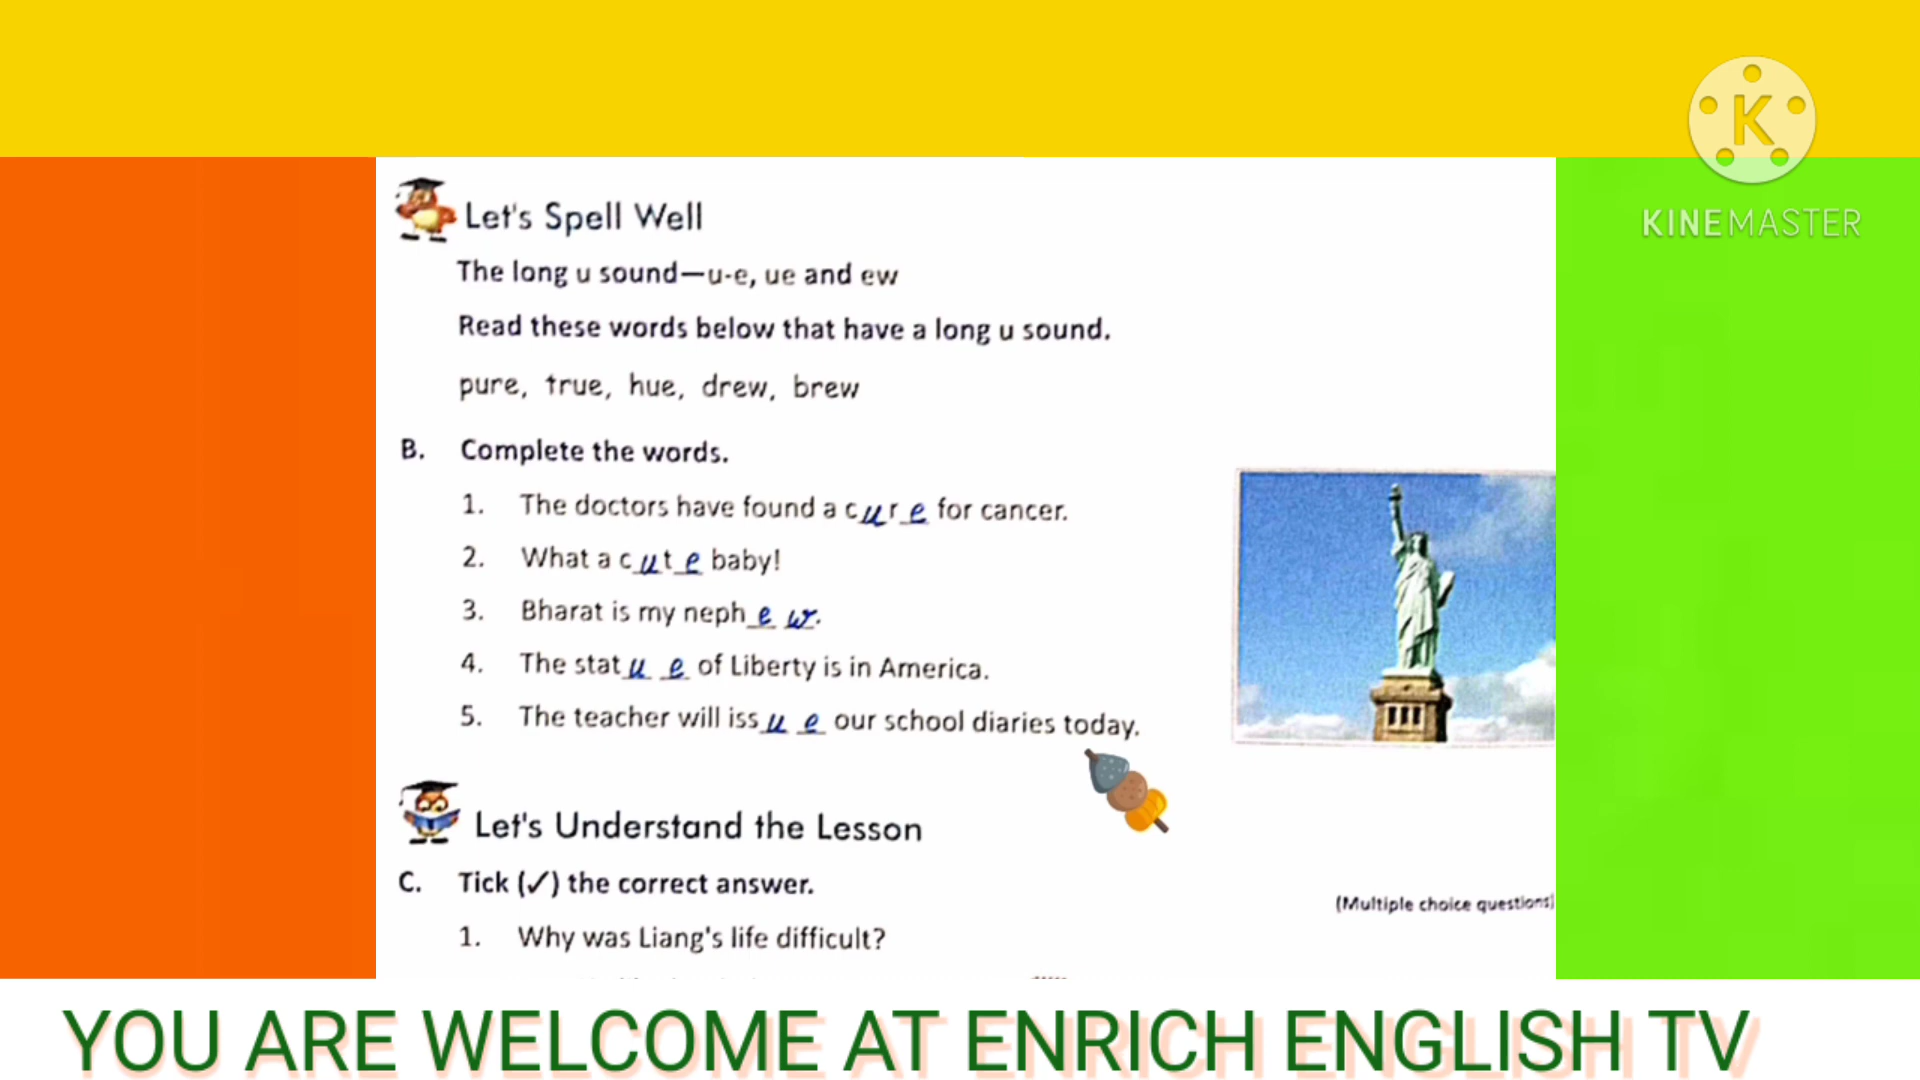 K
KINEMASTER
Let's Spell Well
The long u sound—u-e, ue and ew
Read these words below that have a long u sound.
pure, true, hue, drew, brew
B. Complete the words.
1. The doctors have found a cure for cancer.
2. What a cute baby!
3. Bharat is my nephew.
4. The statue of Liberty is in America.
5. The teacher will issue our school diaries today.
Let's Understand the Lesson
C. Tick (✓) the correct answer.
(Multiple choice questions)
1. Why was Liang's life difficult?
YOU ARE WELCOME AT ENRICH ENGLISH TV